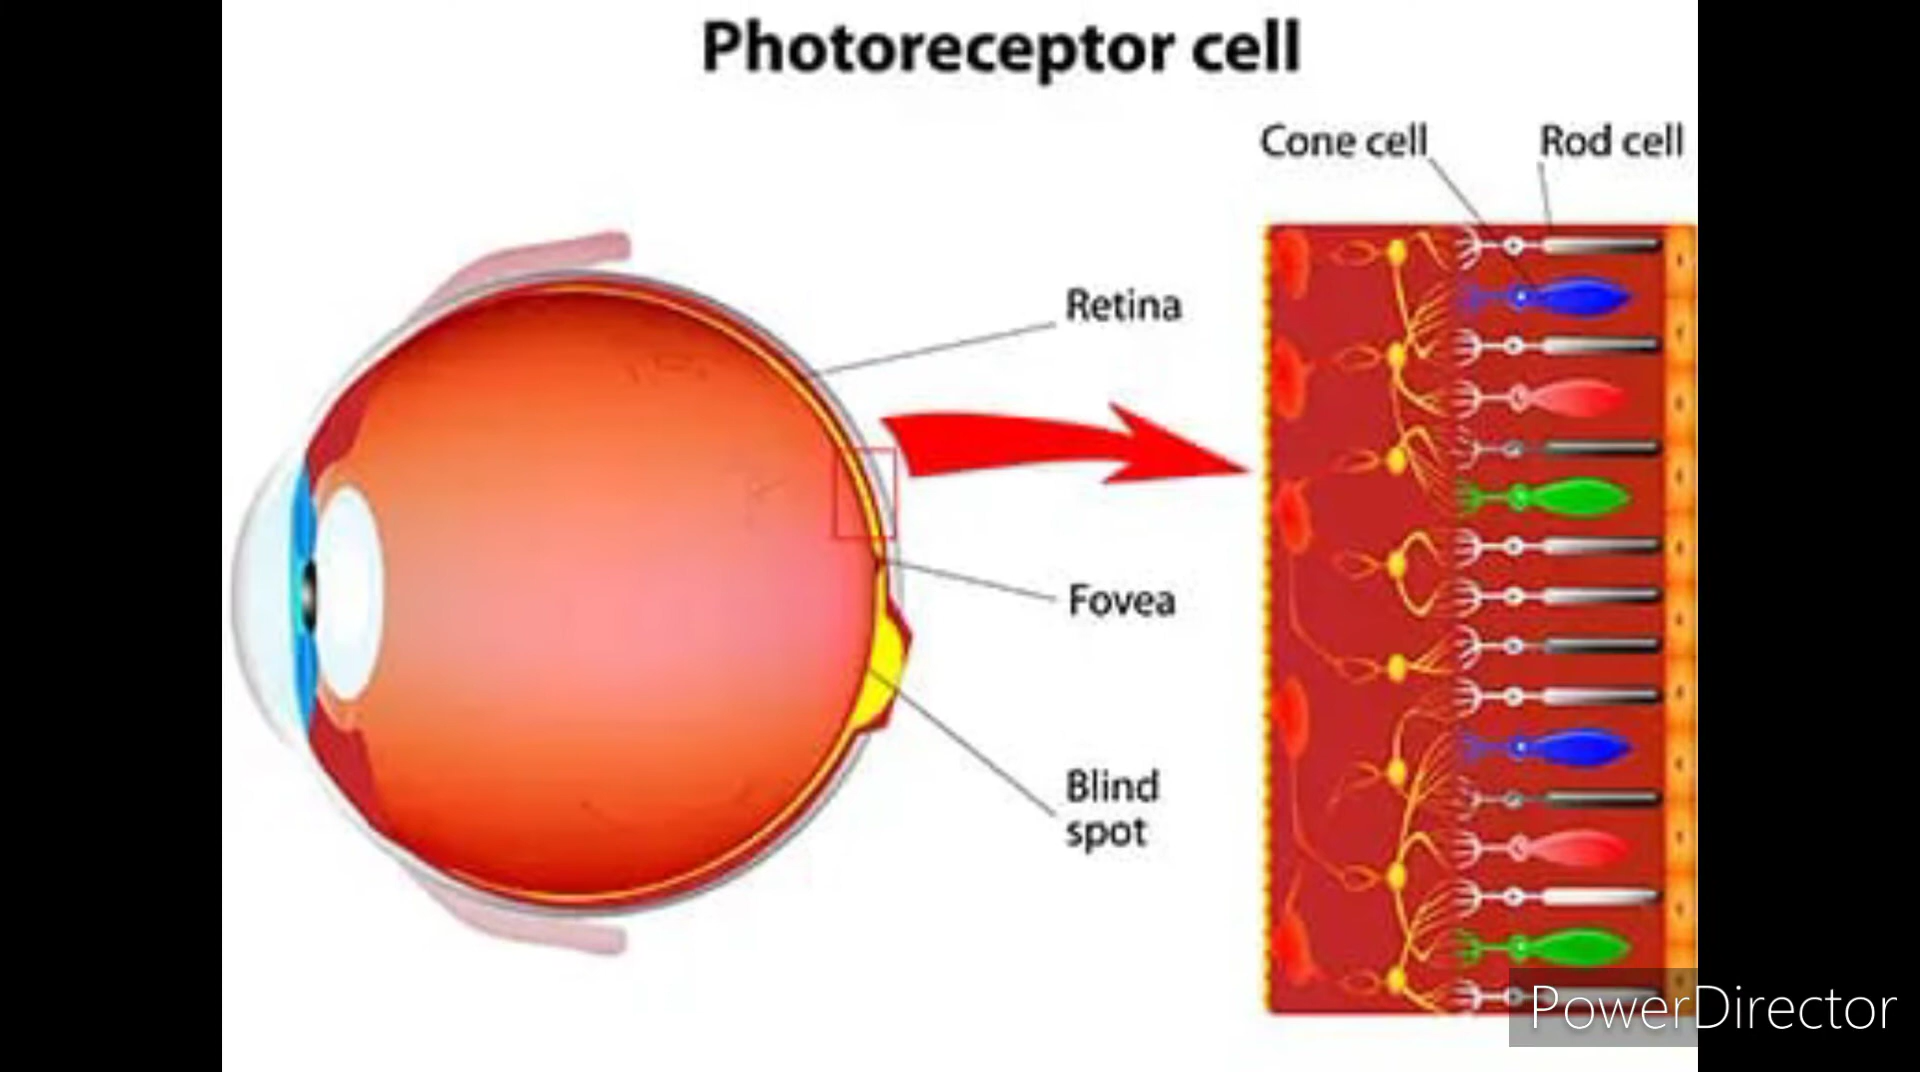 Photoreceptor cell
Cone cell
Rod cell
Retina
Fovea
Blind
spot
PowerDirector